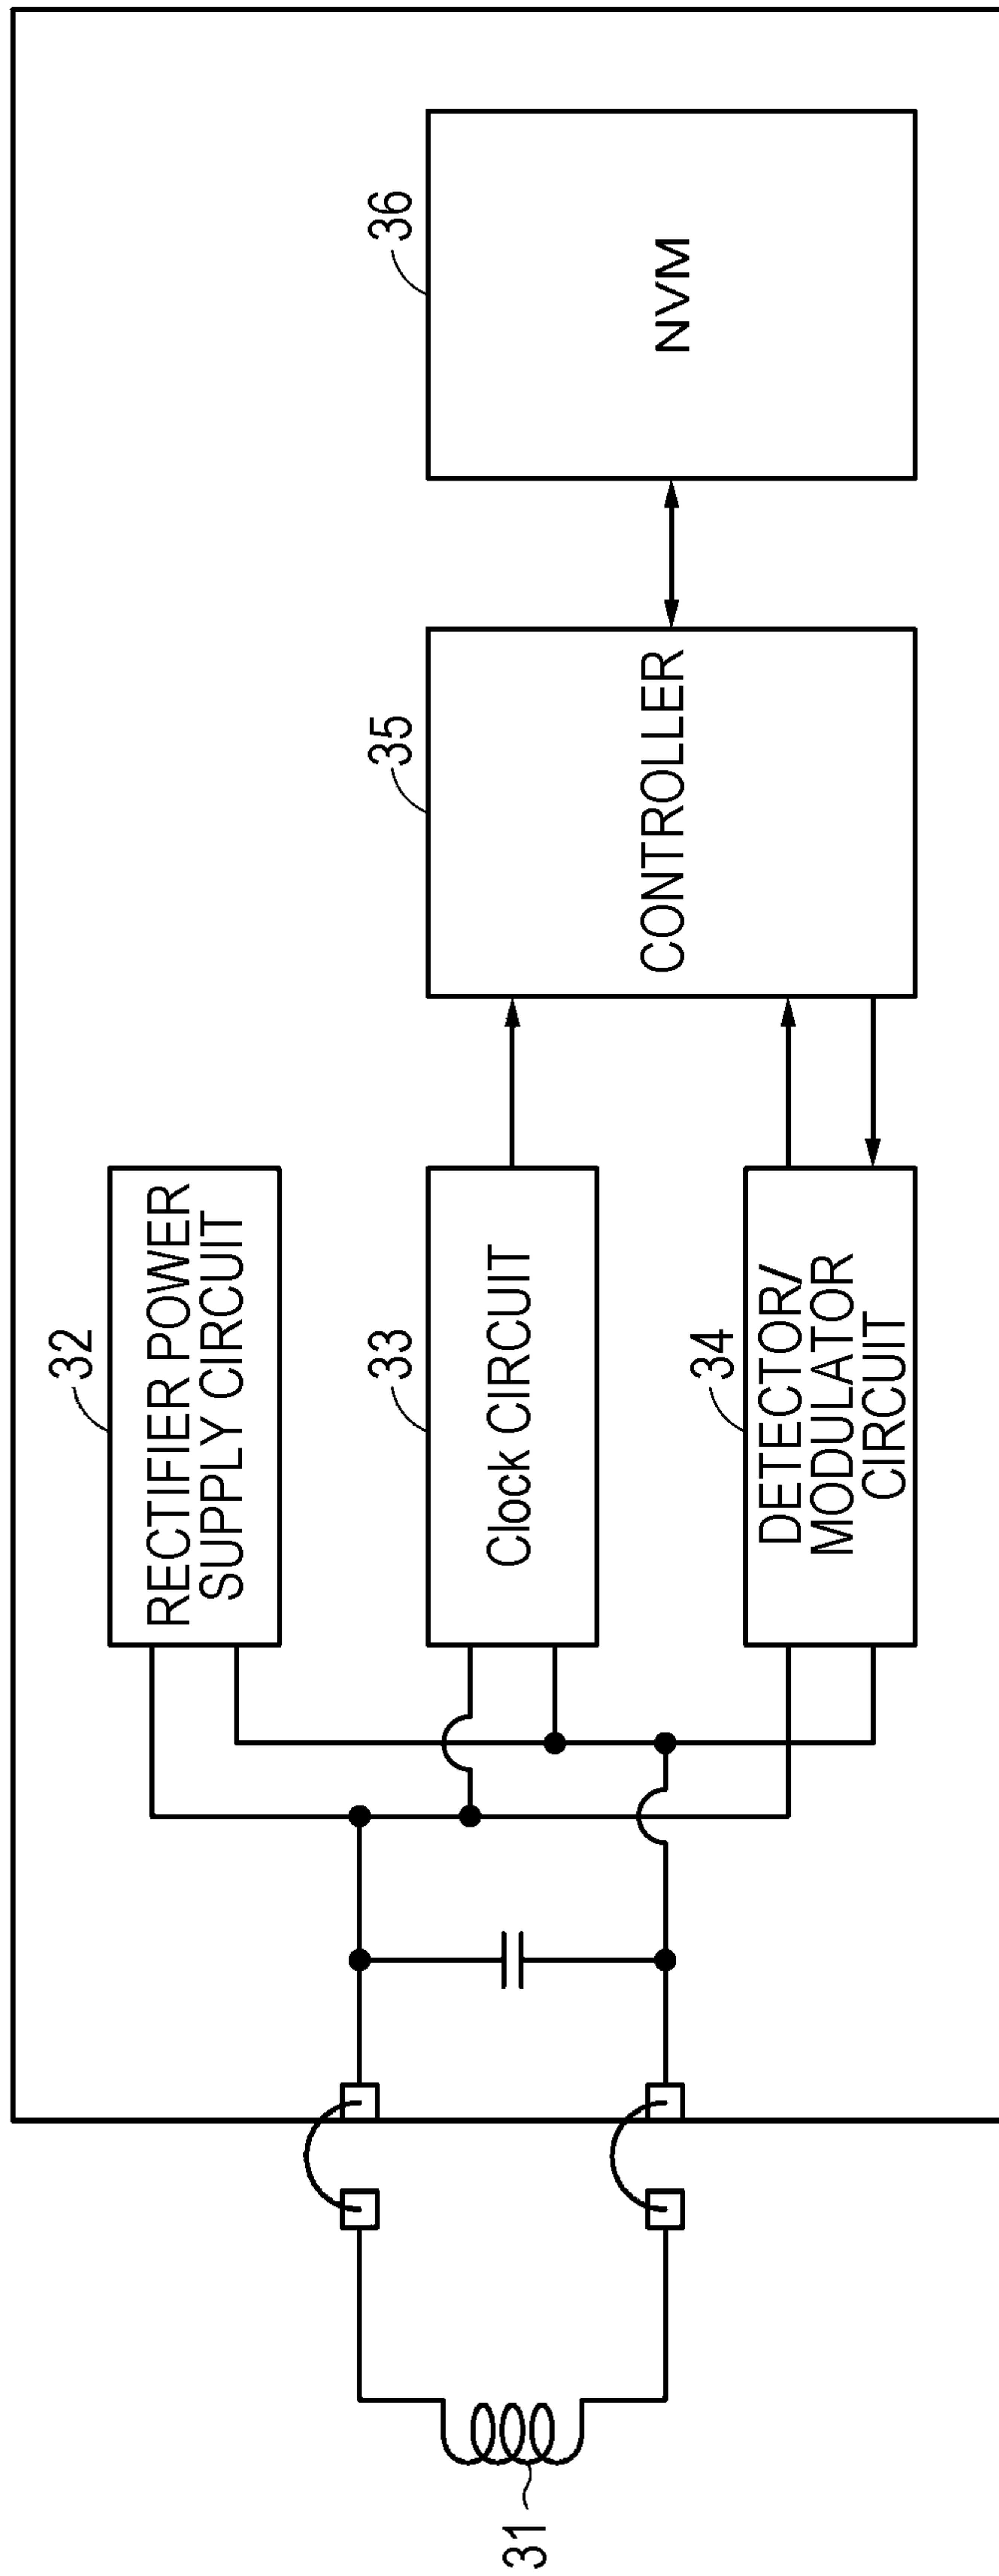 32
RECTIFIER POWER
SUPPLY CIRCUIT
33
Clock CIRCUIT
34
DETECTOR/
MODULATOR
CIRCUIT
35
CONTROLLER
36
NVM
31